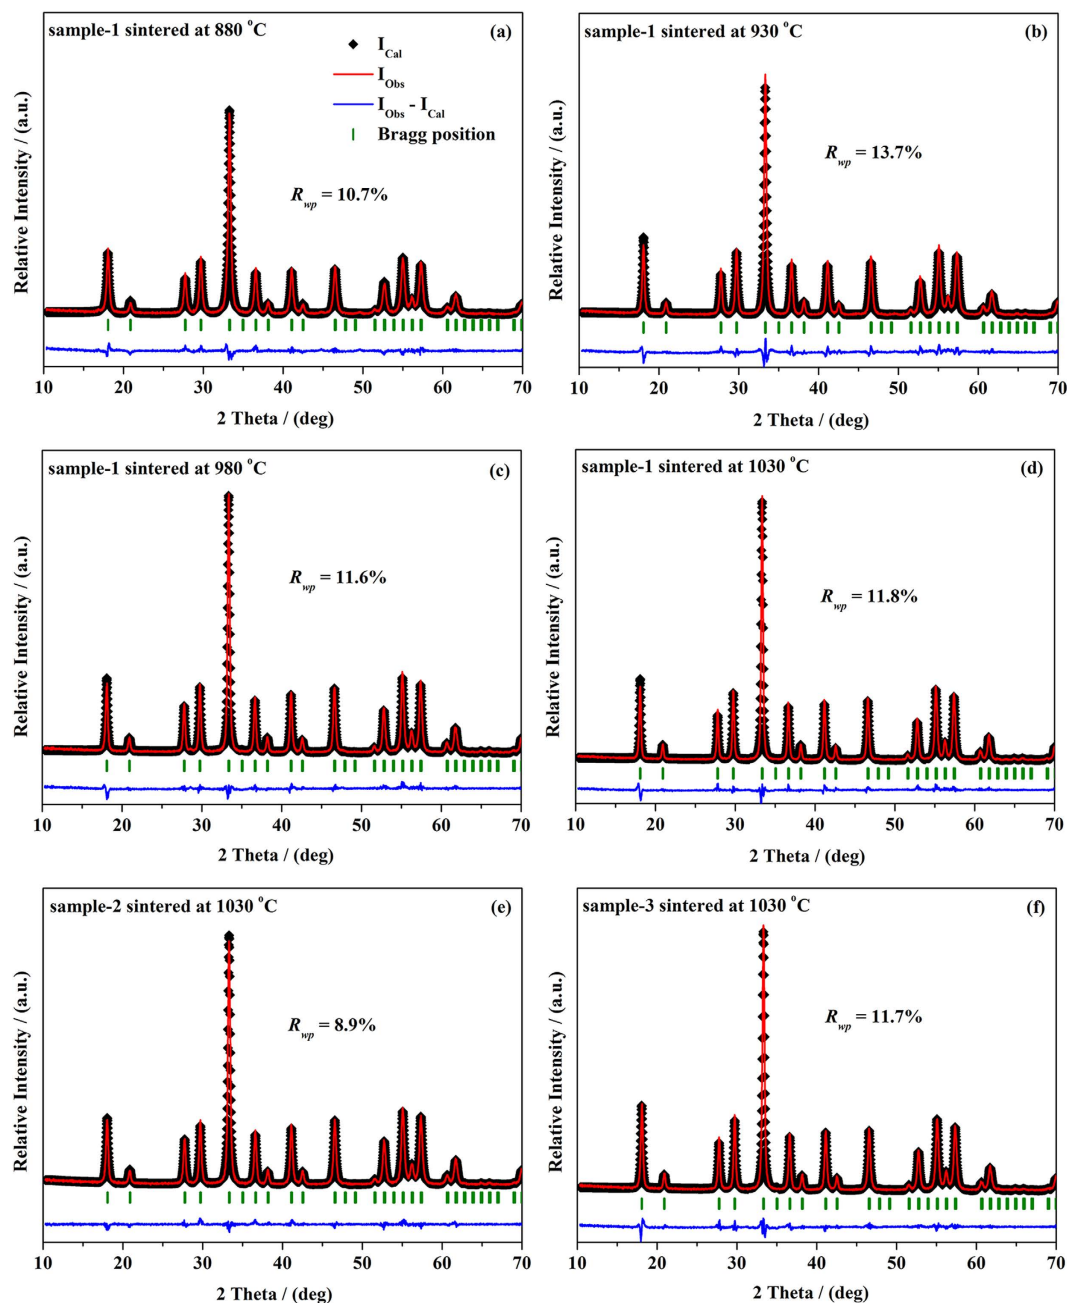 sample-1 sintered at 880 °C
(a)
I_Cal
I_Obs
I_Obs - I_Cal
Bragg position
R_wp = 10.7%
Relative Intensity / (a.u.)
10 20 30 40 50 60 70
2 Theta / (deg)
sample-1 sintered at 930 °C
(b)
R_wp = 13.7%
Relative Intensity / (a.u.)
10 20 30 40 50 60 70
2 Theta / (deg)
sample-1 sintered at 980 °C
(c)
R_wp = 11.6%
Relative Intensity / (a.u.)
10 20 30 40 50 60 70
2 Theta / (deg)
sample-1 sintered at 1030 °C
(d)
R_wp = 11.8%
Relative Intensity / (a.u.)
10 20 30 40 50 60 70
2 Theta / (deg)
sample-2 sintered at 1030 °C
(e)
R_wp = 8.9%
Relative Intensity / (a.u.)
10 20 30 40 50 60 70
2 Theta / (deg)
sample-3 sintered at 1030 °C
(f)
R_wp = 11.7%
Relative Intensity / (a.u.)
10 20 30 40 50 60 70
2 Theta / (deg)